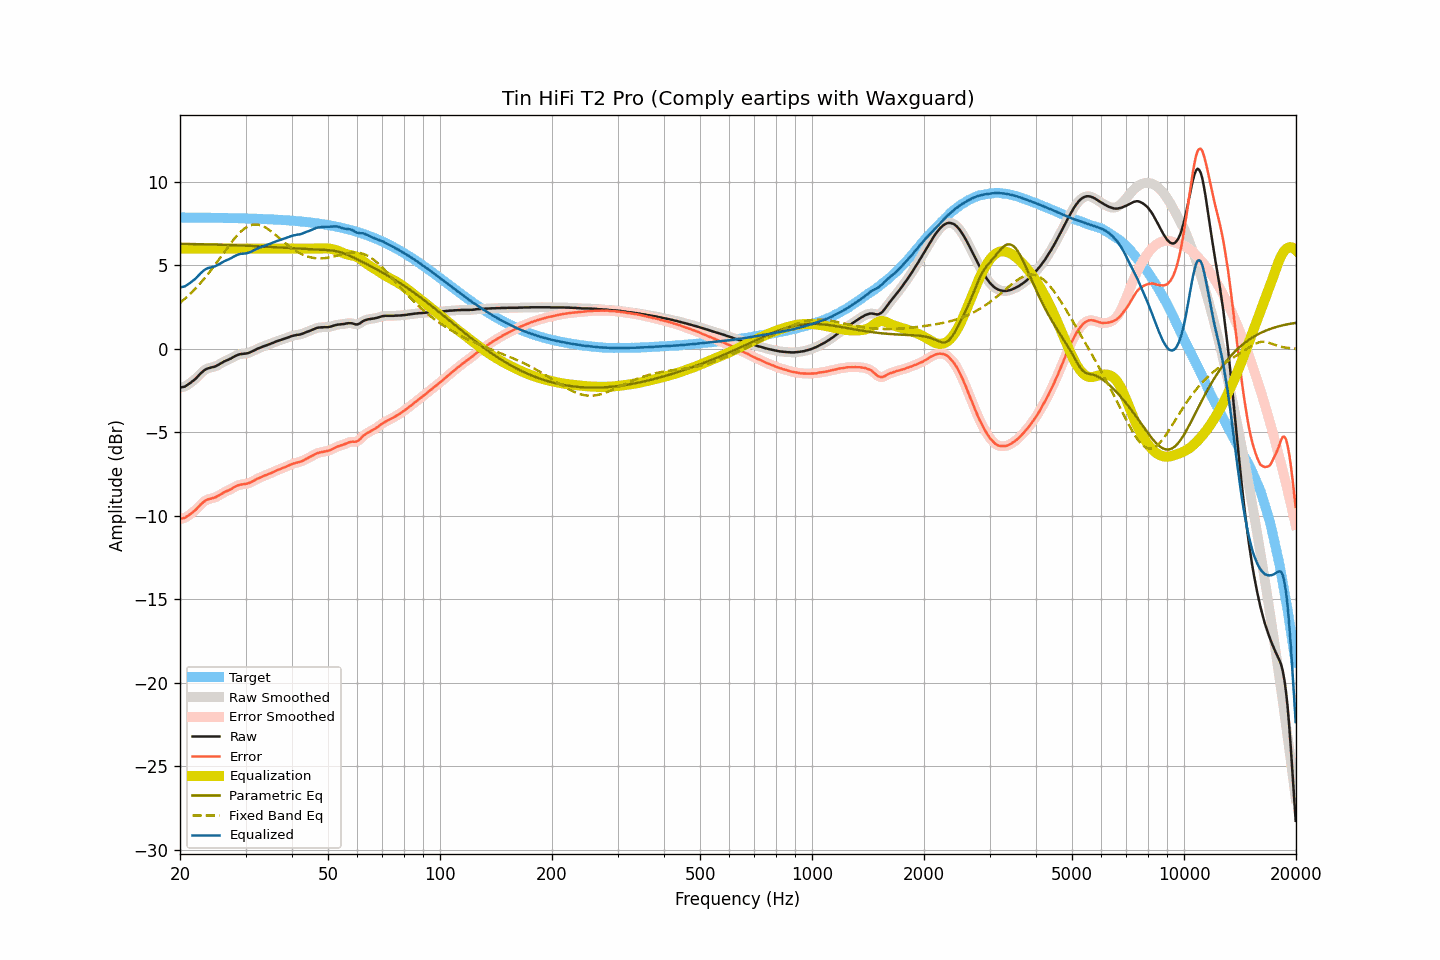 Tin HiFi T2 Pro (Comply eartips with Waxguard)
Amplitude (dBr)
10
5
0
−5
−10
−15
−20
−25
−30
Target
Raw Smoothed
Error Smoothed
Raw
Error
Equalization
Parametric Eq
Fixed Band Eq
Equalized
20 50 100 200 500 1000 2000 5000 10000 20000
Frequency (Hz)